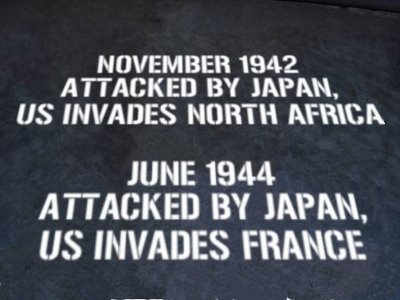 NOVEMBER 1942
ATTACKED BY JAPAN,
US INVADES NORTH AFRICA
JUNE 1944
ATTACKED BY JAPAN,
US INVADES FRANCE